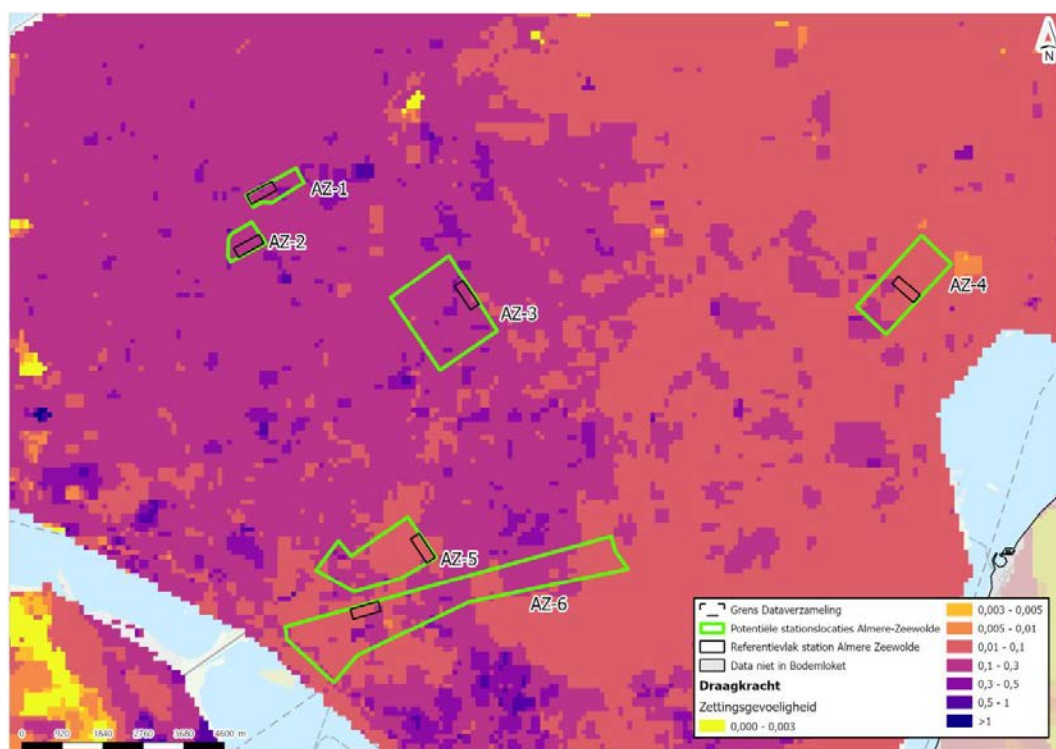 N
AZ-1
AZ-2
AZ-3
AZ-4
AZ-5
AZ-6
Grens Dataverzameling
Potentiële stationslocaties Almere-Zeewolde
Referentievlak station Almere Zeewolde
Data niet in Bodemloket
Draagkracht
Zettingsgevoeligheid
0,000 - 0,003
0,003 - 0,005
0,005 - 0,01
0,01 - 0,1
0,1 - 0,3
0,3 - 0,5
0,5 - 1
>1
0 920 1840 2760 3680 4600 m